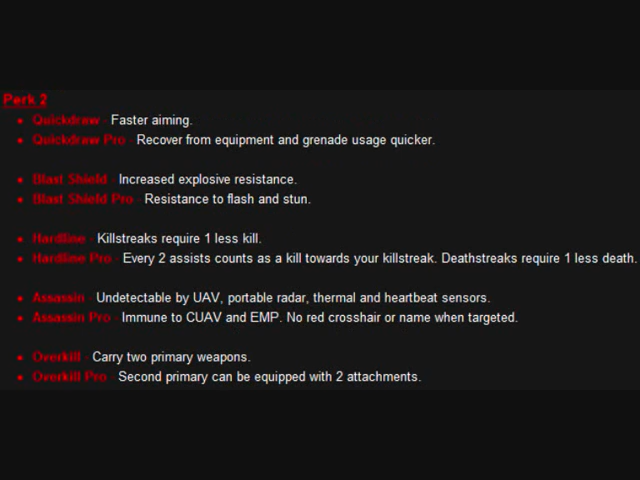 Perk 2
Quickdraw - Faster aiming.
Quickdraw Pro - Recover from equipment and grenade usage quicker.
Blast Shield - Increased explosive resistance.
Blast Shield Pro - Resistance to flash and stun.
Hardline - Killstreaks require 1 less kill.
Hardline Pro - Every 2 assists counts as a kill towards your killstreak. Deathstreaks require 1 less death.
Assassin - Undetectable by UAV, portable radar, thermal and heartbeat sensors.
Assassin Pro - Immune to CUAV and EMP. No red crosshair or name when targeted.
Overkill - Carry two primary weapons.
Overkill Pro - Second primary can be equipped with 2 attachments.